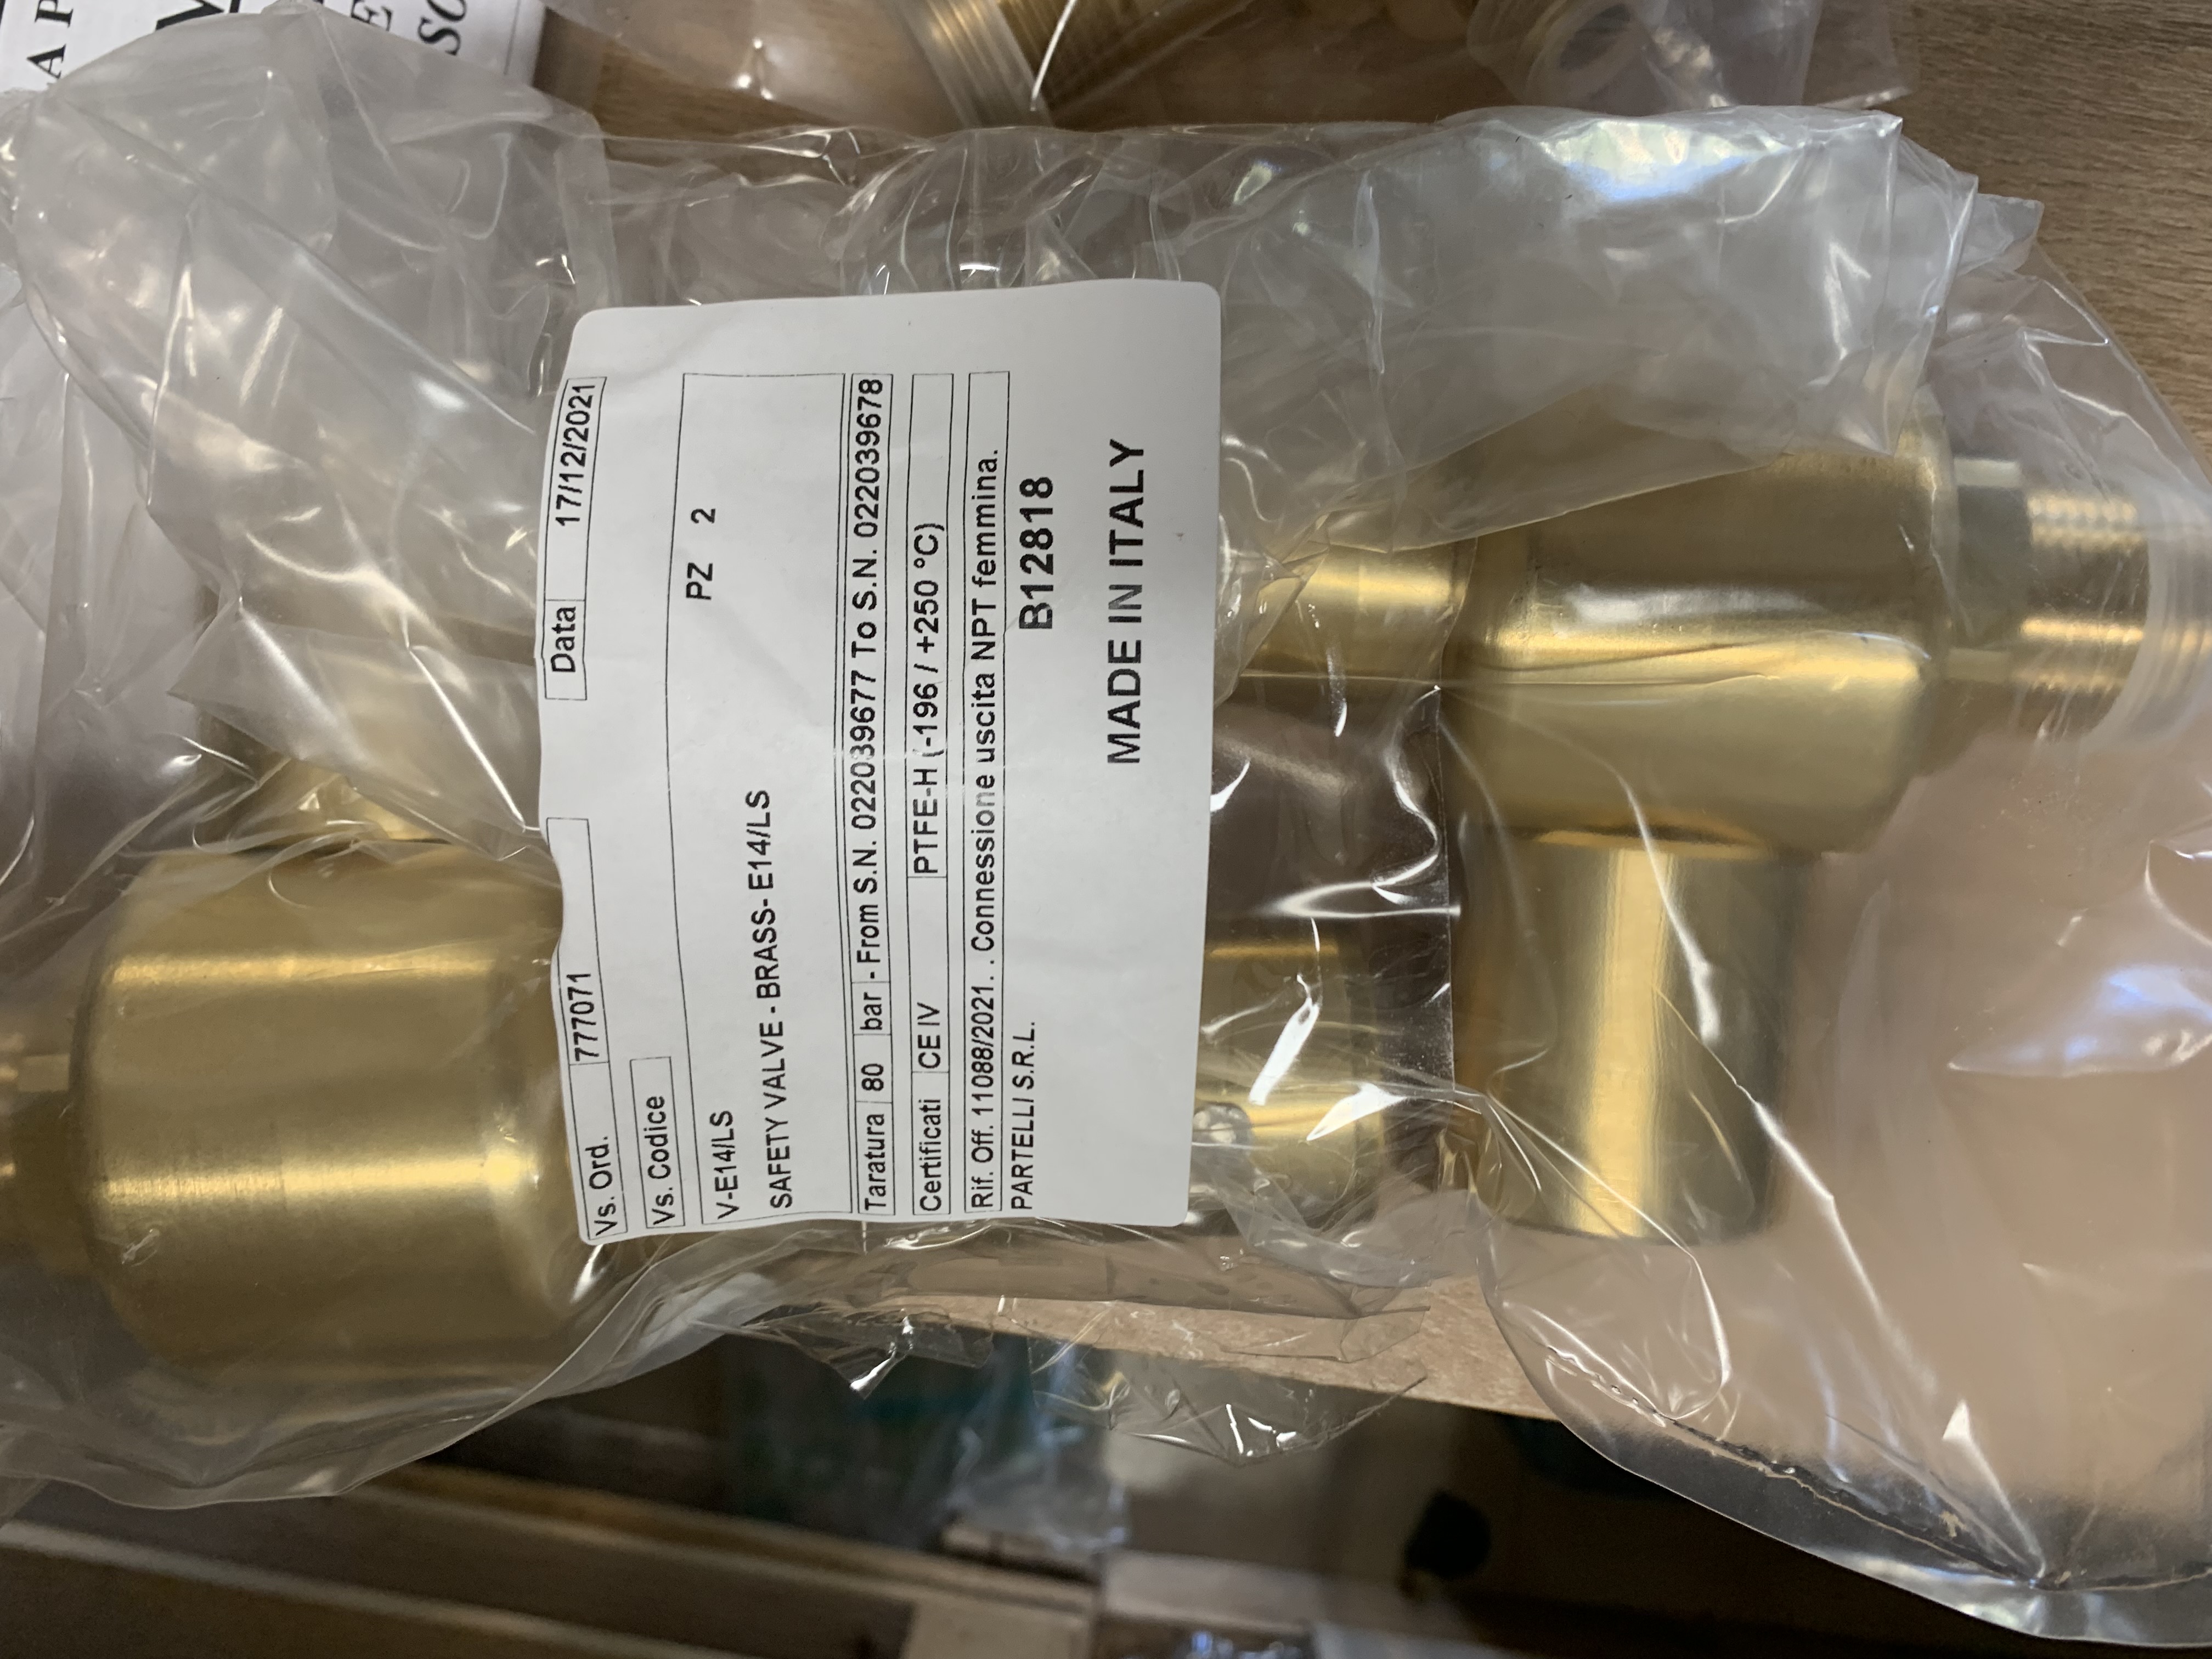 Vs. Ord. 777071 Data 17/12/2021
Vs. Codice
PZ 2
V-E14/LS
SAFETY VALVE - BRASS- E14/LS
Taratura 80 bar - From S.N. 022039677 To S.N. 022039678
Certificati CE IV PTFE-H (-196 / +250 °C)
Rif. Off. 11088/2021. . Connessione uscita NPT femmina.
PARTELLI S.R.L. B12818
MADE IN ITALY